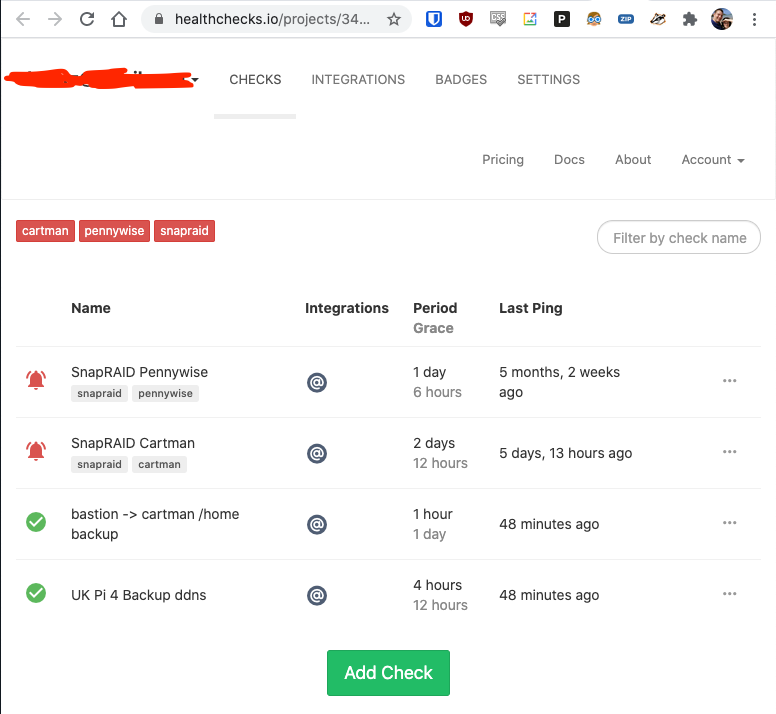 healthchecks.io/projects/34...
CHECKS INTEGRATIONS BADGES SETTINGS
Pricing Docs About Account
cartman pennywise snapraid
Filter by check name
Name Integrations Period Last Ping
Grace
SnapRAID Pennywise
snapraid pennywise
@
1 day
6 hours
5 months, 2 weeks
ago
SnapRAID Cartman
snapraid cartman
@
2 days
12 hours
5 days, 13 hours ago
bastion -> cartman /home
backup
@
1 hour
1 day
48 minutes ago
UK Pi 4 Backup ddns
@
4 hours
12 hours
48 minutes ago
Add Check